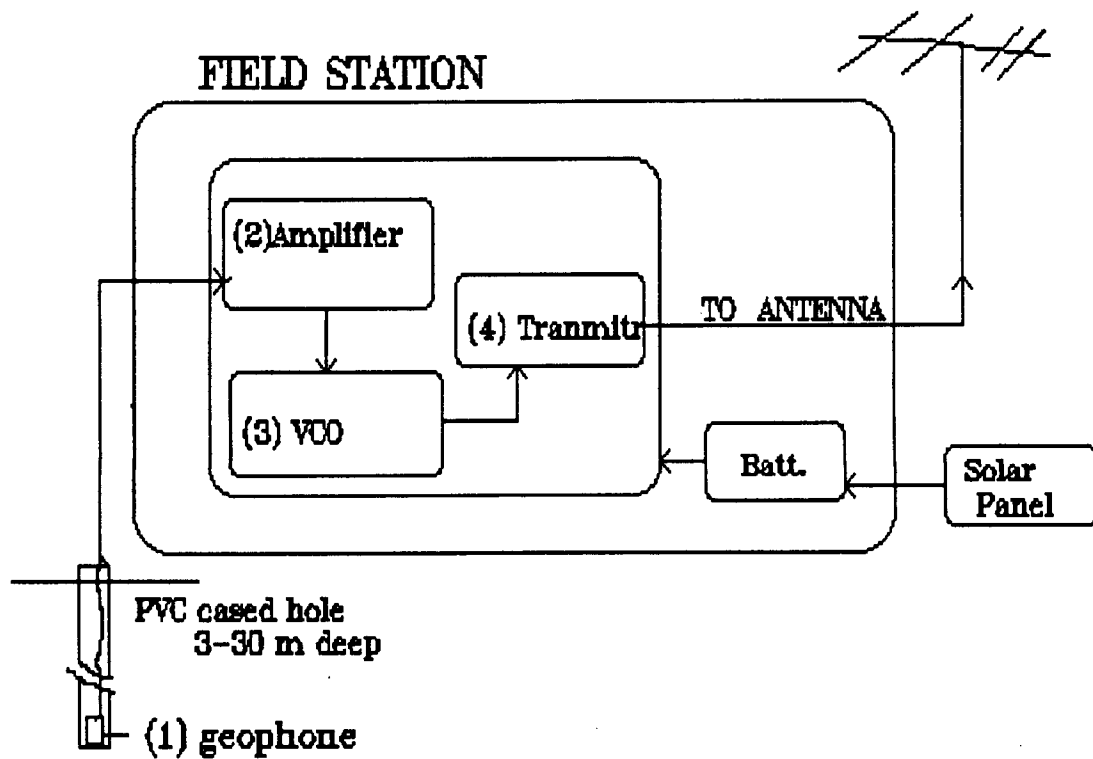 FIELD STATION
(2)Amplifier
(4) Tranmitr
TO ANTENNA
(3) VCO
Batt.
Solar
Panel
PVC cased hole
3-30 m deep
(1) geophone